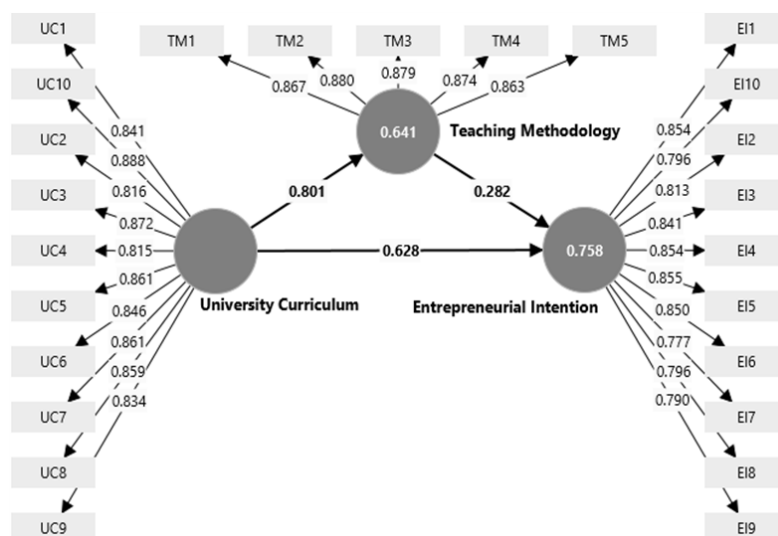 UC1
UC10
UC2
UC3
UC4
UC5
UC6
UC7
UC8
UC9
0.841
0.888
0.816
0.872
0.815
0.861
0.846
0.861
0.859
0.834
University Curriculum
TM1
TM2
TM3
TM4
TM5
0.867
0.880
0.879
0.874
0.863
0.641
Teaching Methodology
0.801
0.282
0.628
0.758
Entrepreneurial Intention
0.854
0.796
0.813
0.841
0.854
0.855
0.850
0.777
0.796
0.790
EI1
EI10
EI2
EI3
EI4
EI5
EI6
EI7
EI8
EI9